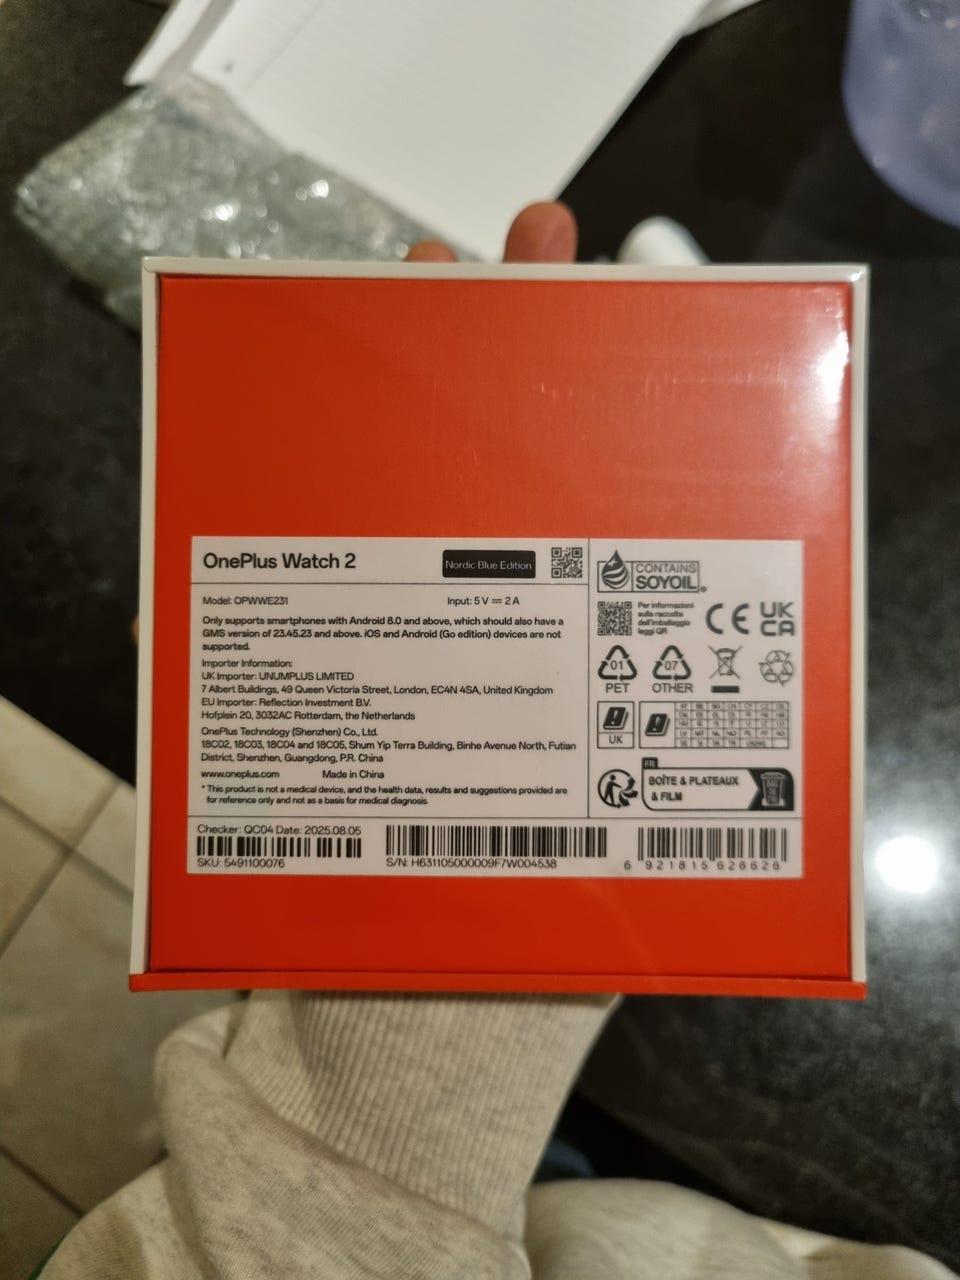 OnePlus Watch 2
Nordic Blue Edition
Model: OPWWE231
Input: 5 V ⎓ 2 A
Only supports smartphones with Android 8.0 and above, which should also have a
GMS version of 23.45.23 and above. iOS and Android (Go edition) devices are not
supported.
Importer Information:
UK Importer: UNUMPLUS LIMITED
7 Albert Buildings, 49 Queen Victoria Street, London, EC4N 4SA, United Kingdom
EU Importer: Reflection Investment B.V.
Hofplein 20, 3032AC Rotterdam, the Netherlands
OnePlus Technology (Shenzhen) Co., Ltd.
18C02, 18C03, 18C04 and 18C05, Shum Yip Terra Building, Binhe Avenue North, Futian
District, Shenzhen, Guangdong, P.R. China
www.oneplus.com
Made in China
* This product is not a medical device, and the health data, results and suggestions provided are
for reference only and not as a basis for medical diagnosis.
CONTAINS
SOYOIL
Per informazioni
sulla raccolta
dell'imballaggio
leggi QR
CE
UK
CA
01
PET
07
OTHER
UK
FR
BOÎTE & PLATEAUX
& FILM
Checker: QC04 Date: 2025.08.05
SKU: 5491100076
S/N: H631105000009F7W004538
6 921815 626626